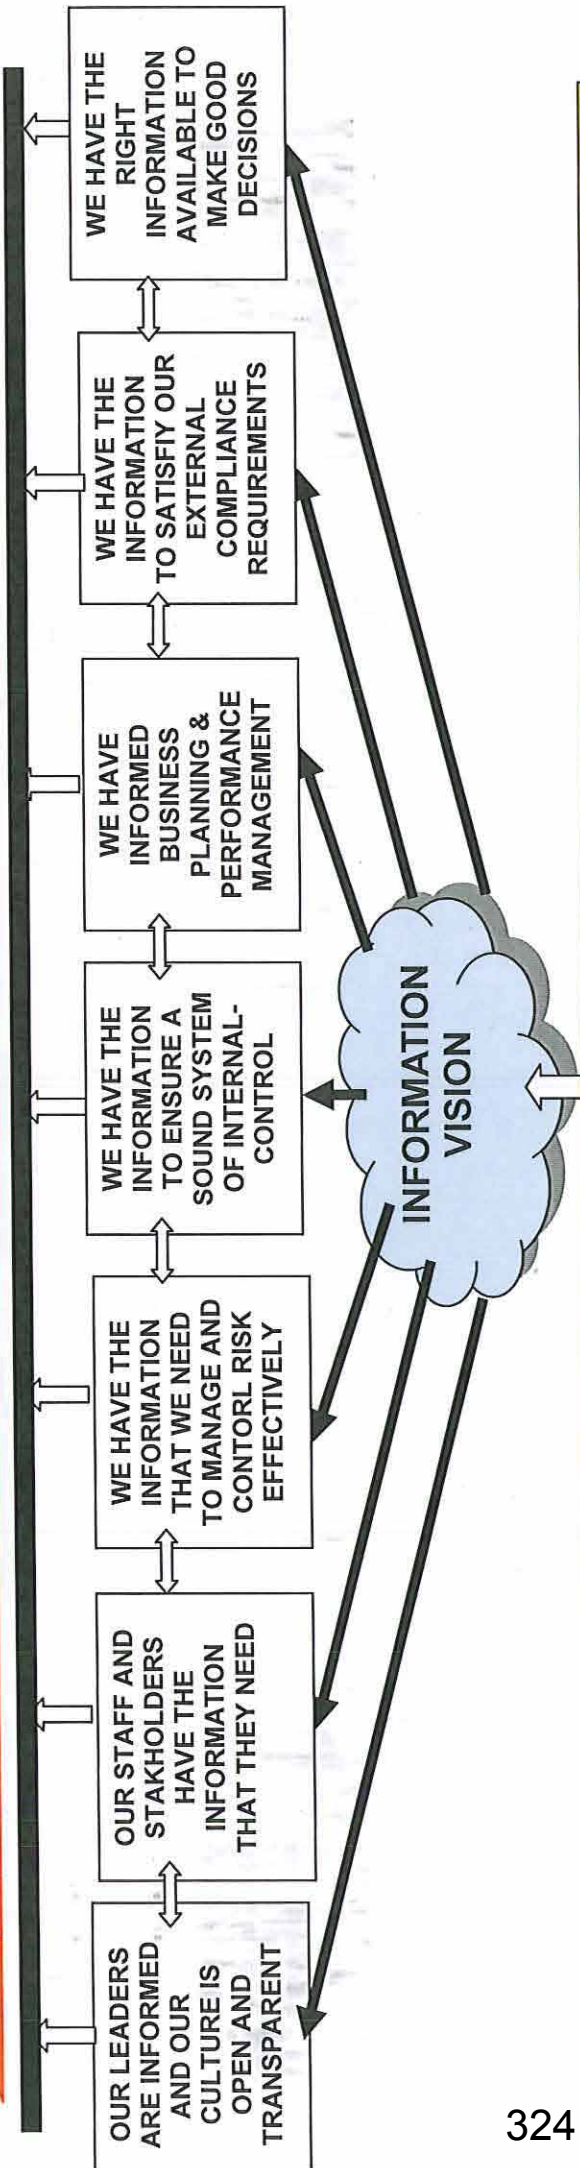 OUR LEADERS
ARE INFORMED
AND OUR
CULTURE IS
OPEN AND
TRANSPARENT
OUR STAFF AND
STAKHOLDERS
HAVE THE
INFORMATION
THAT THEY NEED
WE HAVE THE
INFORMATION
THAT WE NEED
TO MANAGE AND
CONTORL RISK
EFFECTIVELY
WE HAVE THE
INFORMATION
TO ENSURE A
SOUND SYSTEM
OF INTERNAL-
CONTROL
WE HAVE
INFORMED
BUSINESS
PLANNING &
PERFORMANCE
MANAGEMENT
WE HAVE THE
INFORMATION
TO SATISFIY OUR
EXTERNAL
COMPLIANCE
REQUIREMENTS
WE HAVE THE
RIGHT
INFORMATION
AVAILABLE TO
MAKE GOOD
DECISIONS
INFORMATION
VISION
324